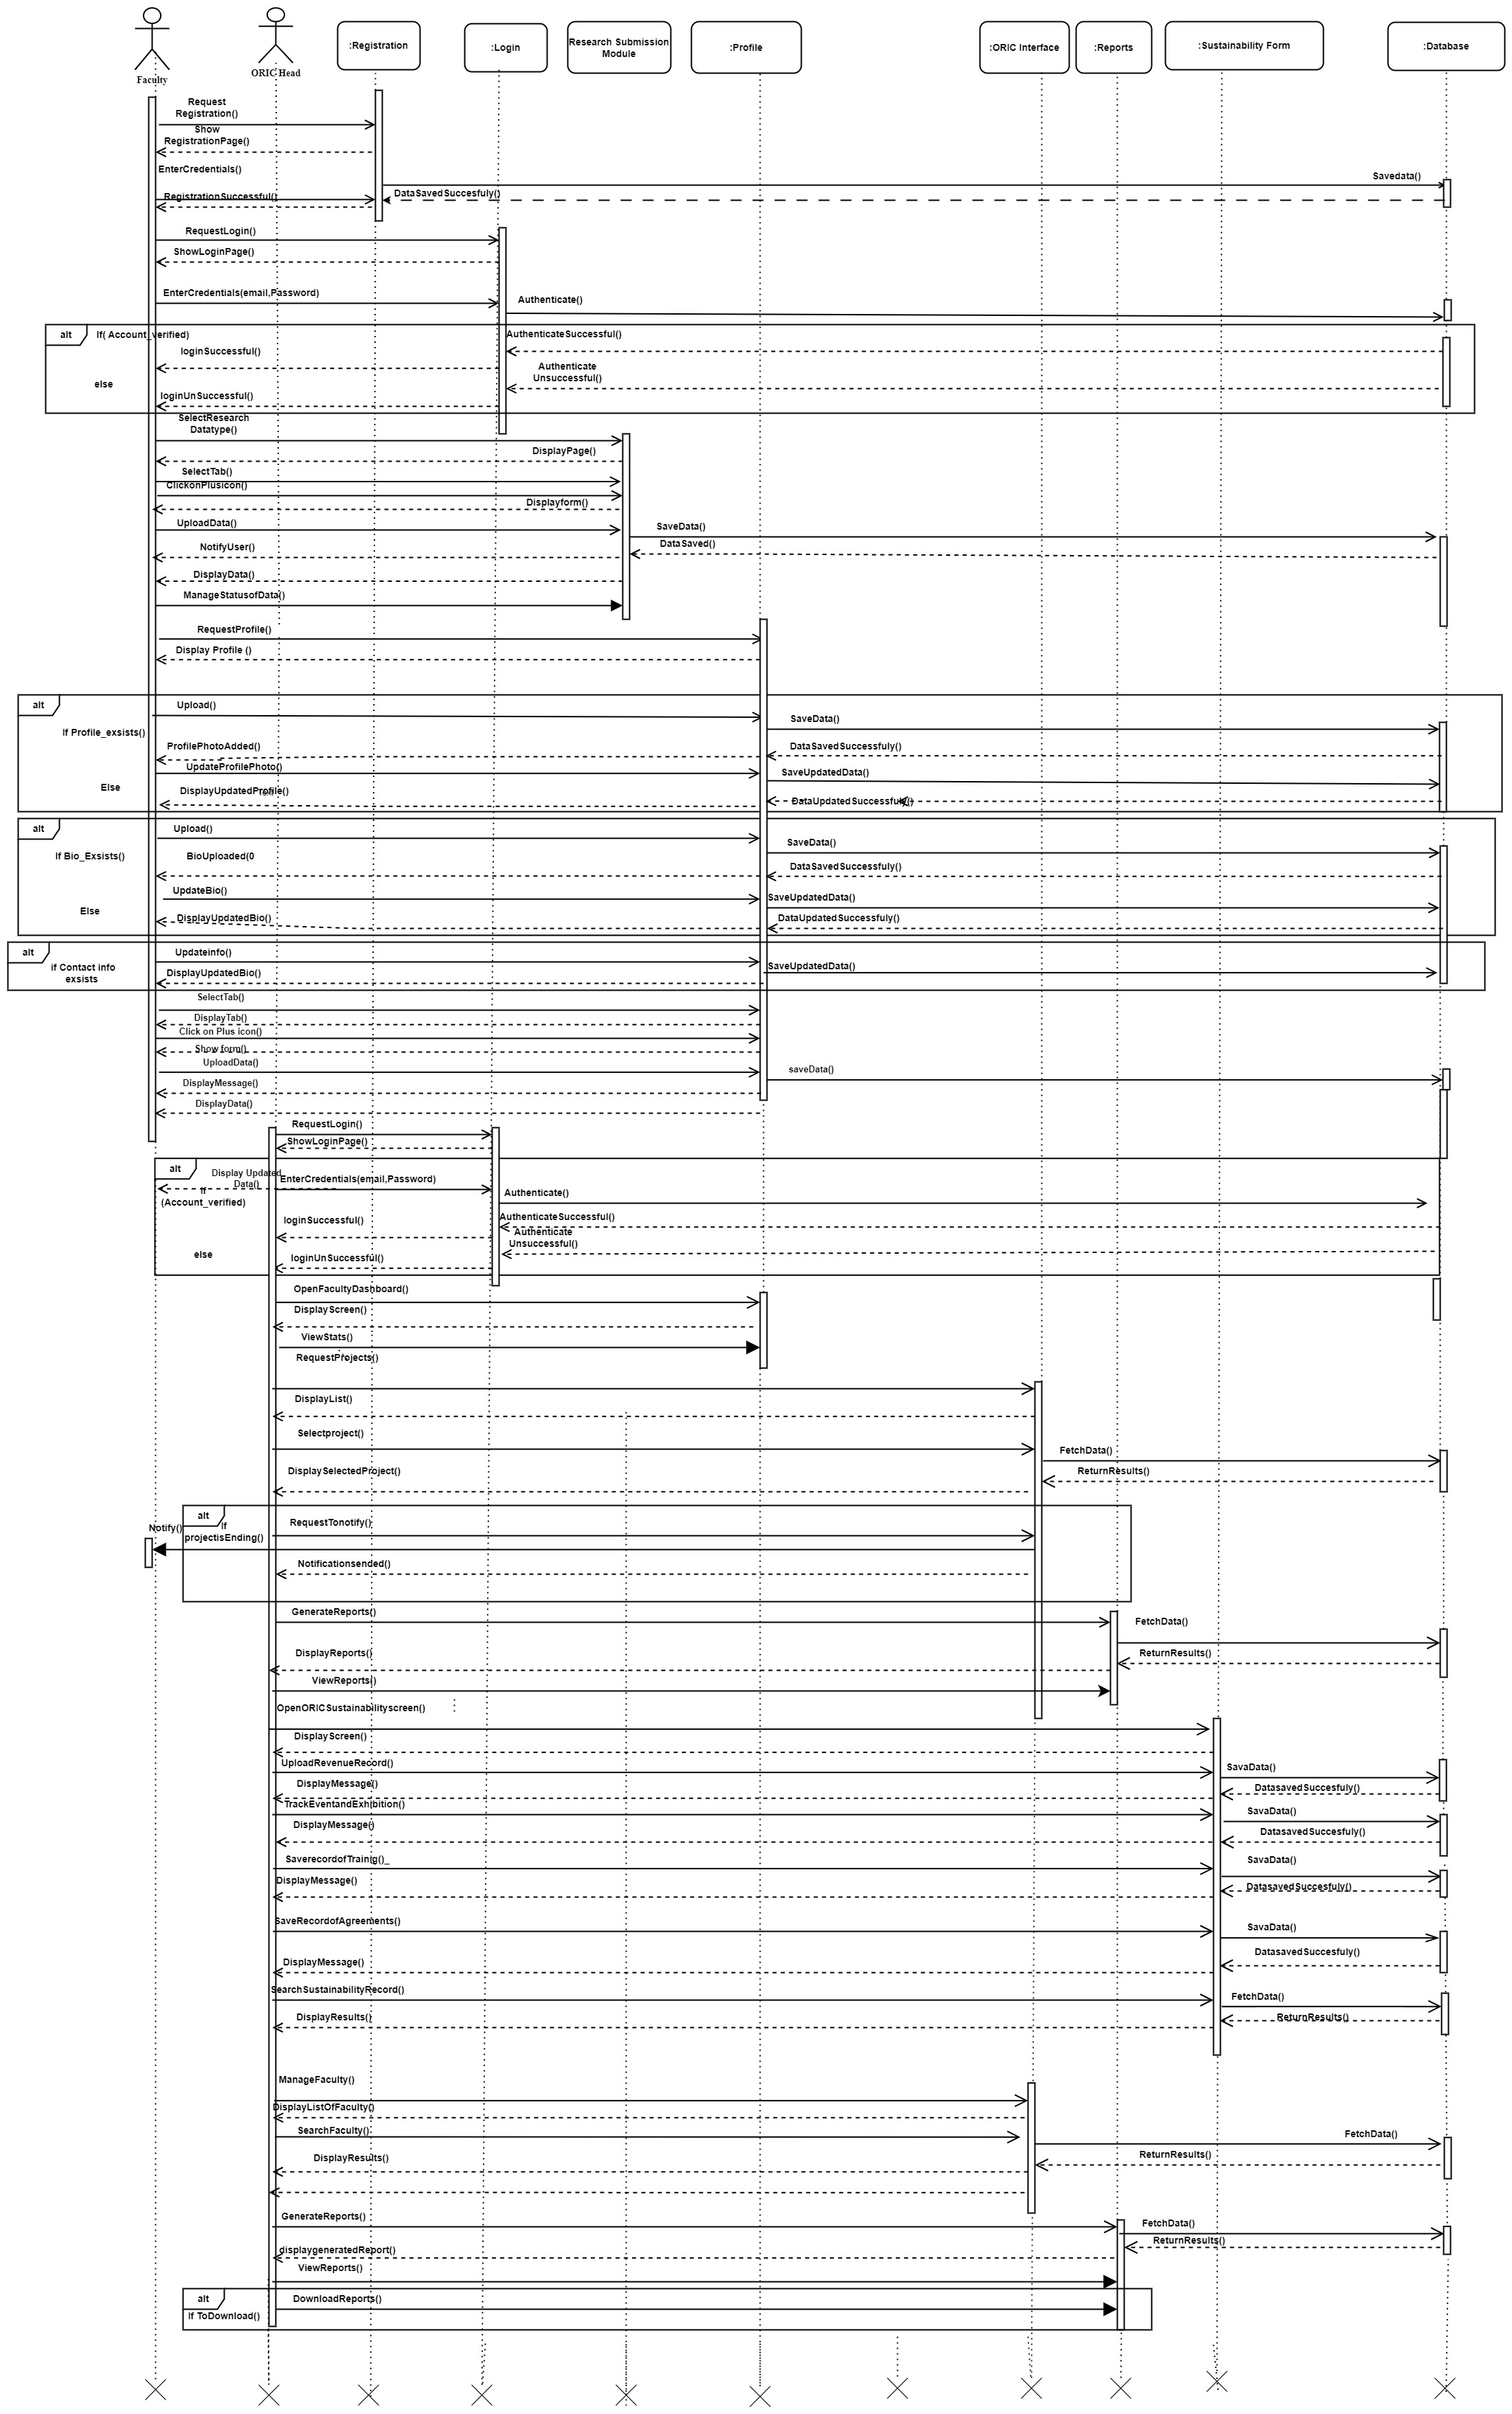 Faculty
ORIC Head
:Registration
:Login
Research Submission
Module
:Profile
:ORIC Interface
:Reports
:Sustainability Form
:Database
Request
Registration()
Show
RegistrationPage()
EnterCredentials()
Savedata()
DataSavedSuccesfuly()
RegistrationSuccessful()
RequestLogin()
ShowLoginPage()
EnterCredentials(email,Password)
Authenticate()
alt
If( Account_verified)
AuthenticateSuccessful()
loginSuccessful()
Authenticate
Unsuccessful()
else
loginUnSuccessful()
SelectResearch
Datatype()
DisplayPage()
SelectTab()
ClickonPlusicon()
Displayform()
UploadData()
SaveData()
NotifyUser()
DataSaved()
DisplayData()
ManageStatusofData()
RequestProfile()
Display Profile ()
alt
Upload()
SaveData()
If Profile_exsists()
ProfilePhotoAdded()
DataSavedSuccessfuly()
UpdateProfilePhoto()
SaveUpdatedData()
Else
DisplayUpdatedProfile()
DataUpdatedSuccessfuly()
alt
Upload()
SaveData()
If Bio_Exsists()
BioUploaded(0
DataSavedSuccessfuly()
UpdateBio()
SaveUpdatedData()
Else
DisplayUpdatedBio()
DataUpdatedSuccessfuly()
alt
Updateinfo()
if Contact info
exsists
SaveUpdatedData()
DisplayUpdatedBio()
SelectTab()
DisplayTab()
Click on Plus icon()
Show form()
UploadData()
saveData()
DisplayMessage()
DisplayData()
RequestLogin()
ShowLoginPage()
alt
Display Updated
Data()
EnterCredentials(email,Password)
If
(Account_verified)
Authenticate()
loginSuccessful()
AuthenticateSuccessful()
Authenticate
Unsuccessful()
else
loginUnSuccessful()
OpenFacultyDashboard()
DisplayScreen()
ViewStats()
RequestProjects()
DisplayList()
Selectproject()
FetchData()
DisplaySelectedProject()
ReturnResults()
alt
Notify()
If
projectisEnding()
RequestTonotify()
Notificationsended()
GenerateReports()
FetchData()
DisplayReports()
ReturnResults()
ViewReports()
OpenORICSustainabilityscreen()
DisplayScreen()
UploadRevenueRecord()
SavaData()
DisplayMessage()
DatasavedSuccesfuly()
TrackEventandExhibition()
SavaData()
DisplayMessage()
DatasavedSuccesfuly()
SaverecordofTrainig()_
SavaData()
DisplayMessage()
DatasavedSuccesfuly()
SaveRecordofAgreements()
SavaData()
DisplayMessage()
DatasavedSuccesfuly()
SearchSustainabilityRecord()
FetchData()
DisplayResults()
ReturnResults()
ManageFaculty()
DisplayListOfFaculty()
SearchFaculty()
FetchData()
DisplayResults()
ReturnResults()
GenerateReports()
FetchData()
displaygeneratedReport()
ReturnResults()
ViewReports()
alt
DownloadReports()
If ToDownload()